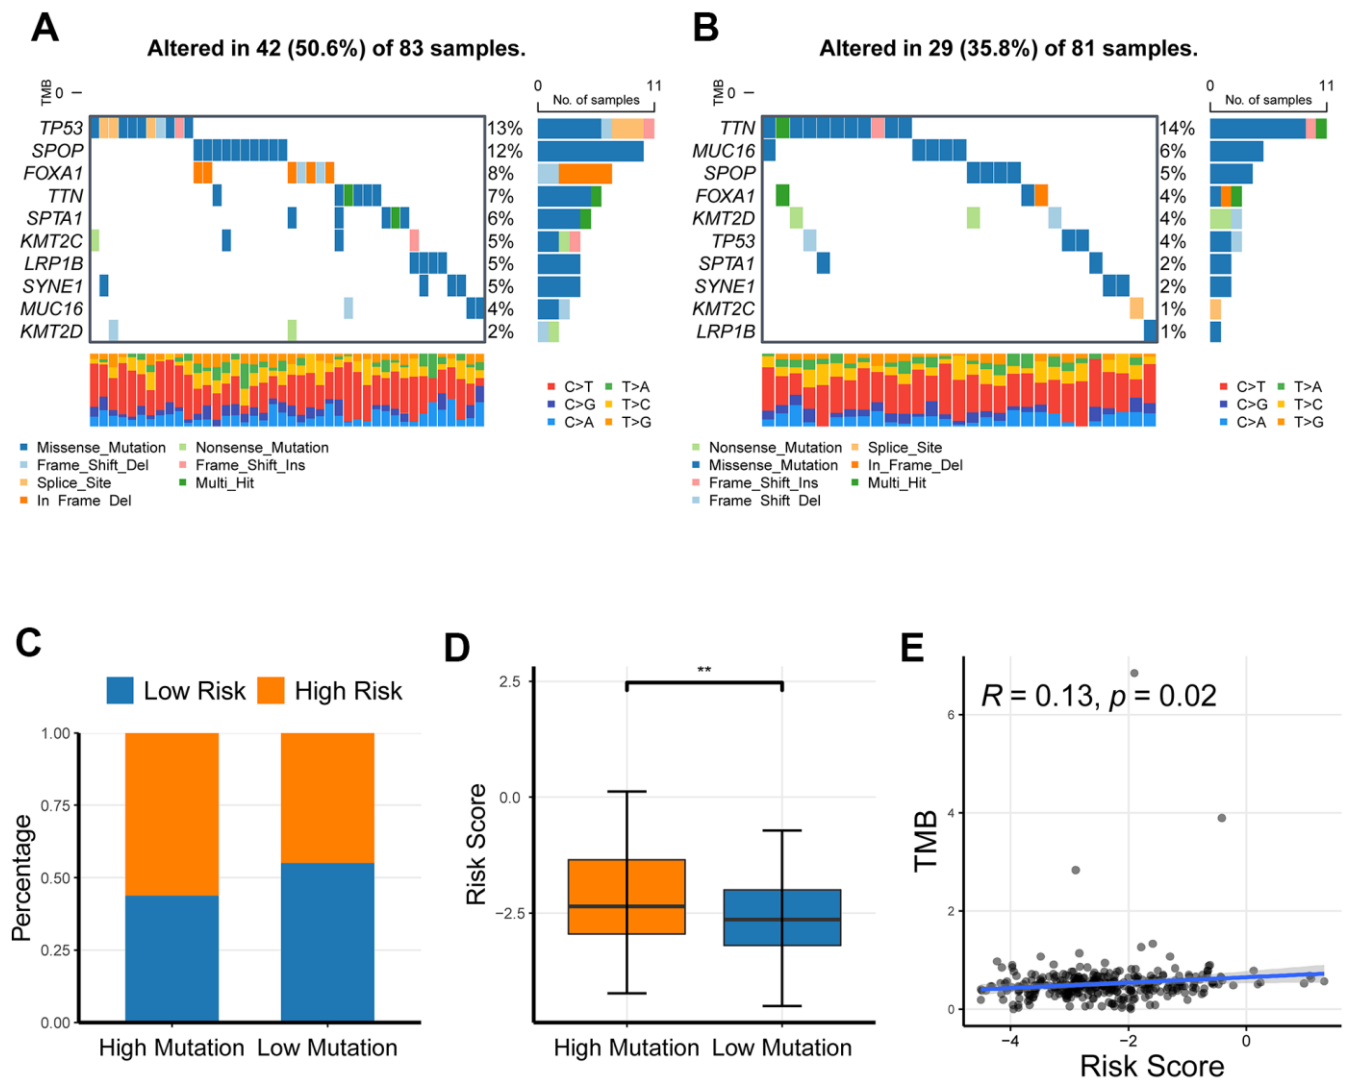 A
Altered in 42 (50.6%) of 83 samples.
TMB
0
0 11
No. of samples
TP53 13%
SPOP 12%
FOXA1 8%
TTN 7%
SPTA1 6%
KMT2C 5%
LRP1B 5%
SYNE1 5%
MUC16 4%
KMT2D 2%
C>T T>A
C>G T>C
C>A T>G
Missense_Mutation Nonsense_Mutation
Frame_Shift_Del Frame_Shift_Ins
Splice_Site Multi_Hit
In_Frame_Del
B
Altered in 29 (35.8%) of 81 samples.
TMB
0
0 11
No. of samples
TTN 14%
MUC16 6%
SPOP 5%
FOXA1 4%
KMT2D 4%
TP53 4%
SPTA1 2%
SYNE1 2%
KMT2C 1%
LRP1B 1%
C>T T>A
C>G T>C
C>A T>G
Nonsense_Mutation Splice_Site
Missense_Mutation In_Frame_Del
Frame_Shift_Ins Multi_Hit
Frame_Shift_Del
C
Low Risk High Risk
Percentage
1.00
0.75
0.50
0.25
0.00
High Mutation Low Mutation
D
**
Risk Score
2.5
0.0
−2.5
High Mutation Low Mutation
E
R = 0.13, p = 0.02
TMB
6
4
2
0
−4 −2 0
Risk Score